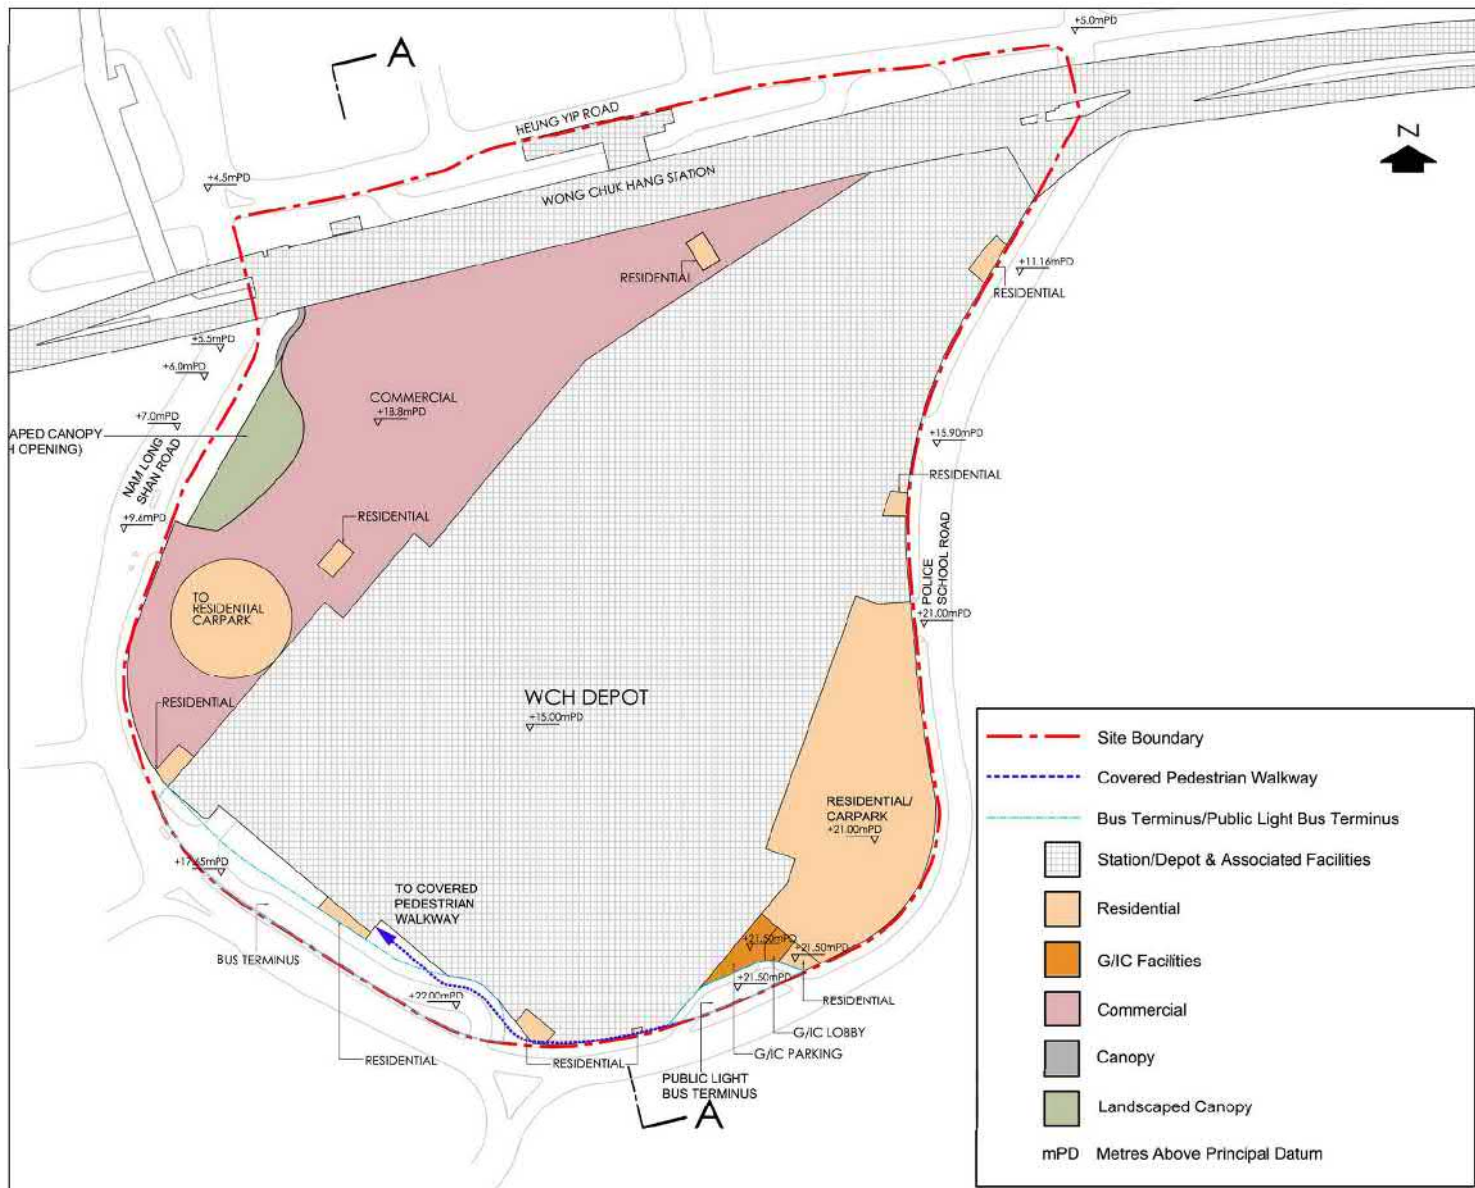 +5.0mPD
A
N
HEUNG YIP ROAD
+4.5mPD
WONG CHUK HANG STATION
RESIDENTIAL
+11.16mPD
RESIDENTIAL
+5.5mPD
+6.0mPD
COMMERCIAL
+18.8mPD
+7.0mPD
APED CANOPY
H OPENING)
NAM LONG
SHAN ROAD
+15.90mPD
RESIDENTIAL
+9.6mPD
RESIDENTIAL
POLICE
SCHOOL ROAD
TO
RESIDENTIAL
CARPARK
+21.00mPD
RESIDENTIAL
WCH DEPOT
+15.00mPD
RESIDENTIAL/
CARPARK
+21.00mPD
+17.65mPD
TO COVERED
PEDESTRIAN
WALKWAY
+21.50mPD
+21.50mPD
BUS TERMINUS
+21.50mPD
+22.00mPD
RESIDENTIAL
G/IC LOBBY
G/IC PARKING
RESIDENTIAL
RESIDENTIAL
PUBLIC LIGHT
BUS TERMINUS
A
Site Boundary
Covered Pedestrian Walkway
Bus Terminus/Public Light Bus Terminus
Station/Depot & Associated Facilities
Residential
G/IC Facilities
Commercial
Canopy
Landscaped Canopy
mPD Metres Above Principal Datum